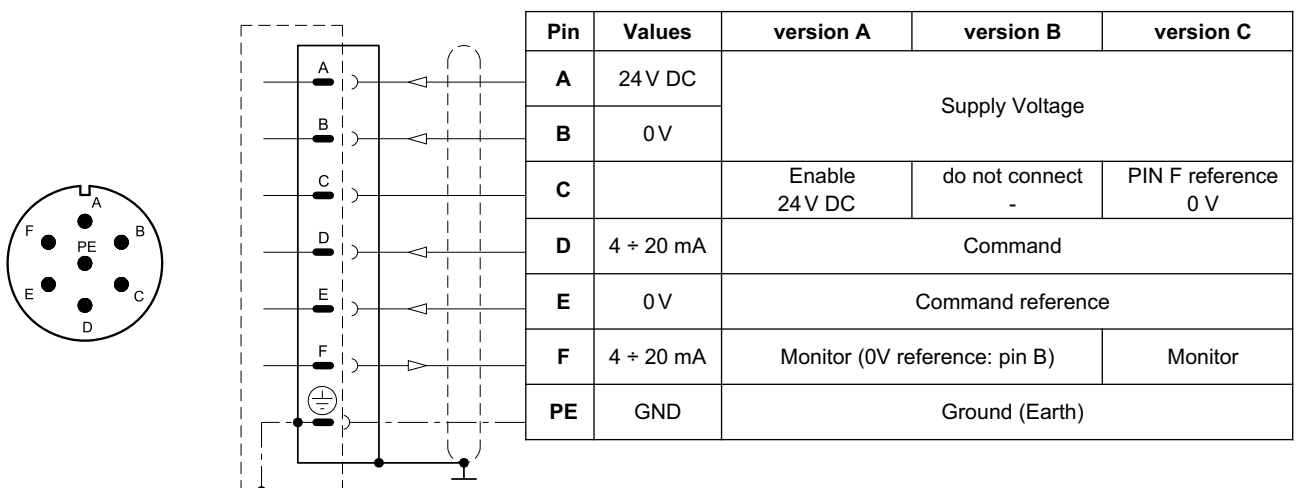 A
F
B
PE
E
C
D
A
B
C
D
E
F
Pin Values version A version B version C
A 24 V DC Supply Voltage
B 0 V
C Enable do not connect PIN F reference
24 V DC - 0 V
D 4 ÷ 20 mA Command
E 0 V Command reference
F 4 ÷ 20 mA Monitor (0V reference: pin B) Monitor
PE GND Ground (Earth)